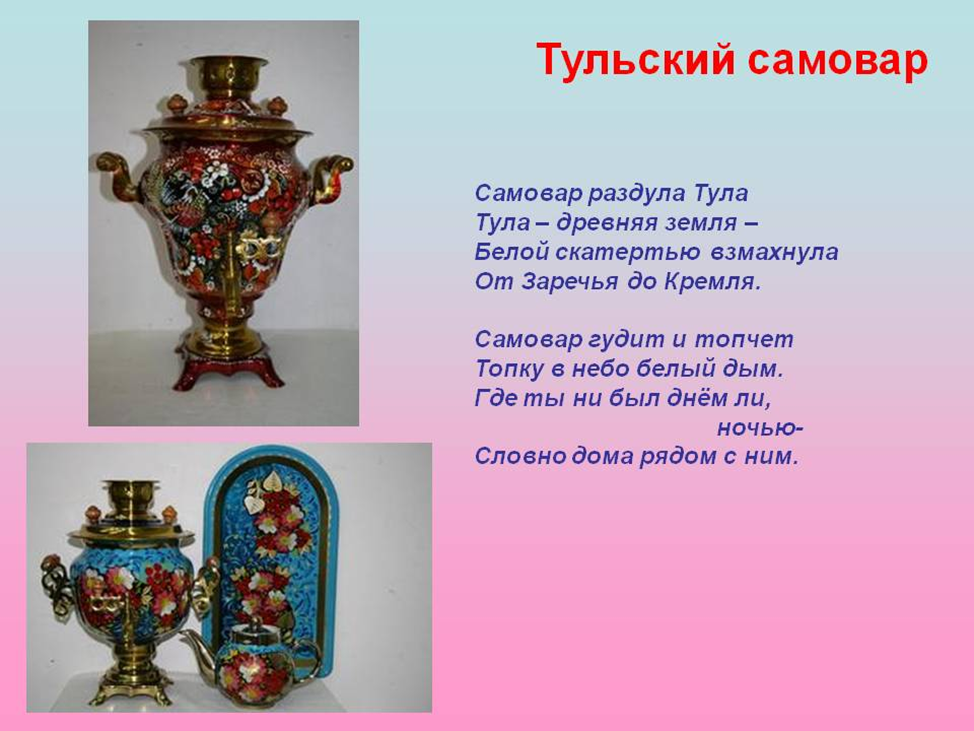 Тульский самовар
Самовар раздула Тула
Тула – древняя земля –
Белой скатертью взмахнула
От Заречья до Кремля.
Самовар гудит и топчет
Топку в небо белый дым.
Где ты ни был днём ли,
ночью-
Словно дома рядом с ним.